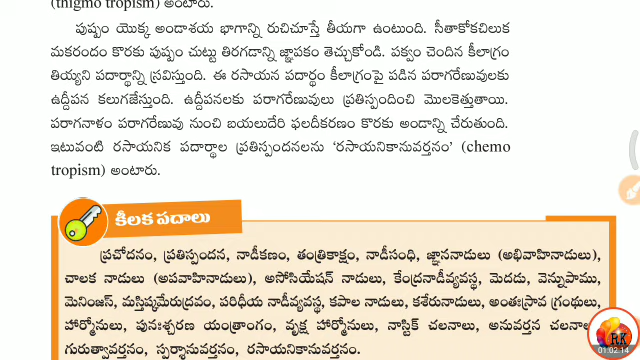 (thigmo tropism) అంటారు.
పుష్పం యొక్క అండాశయ భాగాన్ని రుచిచూస్తే తీయగా ఉంటుంది. సీతాకోకచిలుక
మకరందం కొరకు పుష్పం చుట్టు తిరగడాన్ని జ్ఞాపకం తెచ్చుకోండి. పక్వం చెందిన కీలాగ్రం
తియ్యని పదార్థాన్ని స్రవిస్తుంది. ఈ రసాయన పదార్థం కీలాగ్రంపై పడిన పరాగరేణువులకు
ఉద్దీపన కలుగజేస్తుంది. ఉద్దీపనలకు పరాగరేణువులు ప్రతిస్పందించి మొలకెత్తుతాయి.
పరాగనాళం పరాగరేణువు నుంచి బయలుదేరి ఫలదీకరణం కొరకు అండాన్ని చేరుతుంది.
ఇటువంటి రసాయనిక పదార్థాల ప్రతిస్పందనలను 'రసాయనికానువర్తనం' (chemo
tropism) అంటారు.
కీలక పదాలు
ప్రచోదనం, ప్రతిస్పందన, నాడీకణం, తంత్రికాక్షం, నాడీసంధి, జ్ఞాననాడులు (అభివాహినాడులు),
చాలక నాడులు (అపవాహినాడులు), అసోసియేషన్ నాడులు, కేంద్రనాడీవ్యవస్థ, మెదడు, వెన్నుపాము,
మెనింజస్, మస్తిష్కమేరుద్రవం, పరిధీయ నాడీవ్యవస్థ, కపాల నాడులు, కశేరునాడులు, అంతఃస్రావ గ్రంథులు,
హార్మోనులు, పునఃశ్చరణ యంత్రాంగం, వృక్ష హార్మోనులు, నాస్టిక్ చలనాలు, అనువర్తన చలనాలు
గురుత్వావర్తనం, స్పర్శానువర్తనం, రసాయనికానువర్తనం.
RK
01:02:14